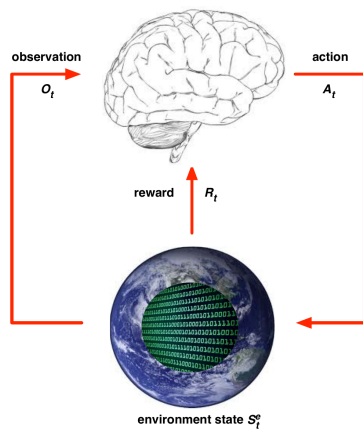 observation
action
O_t
A_t
reward R_t
environment state S_t^e